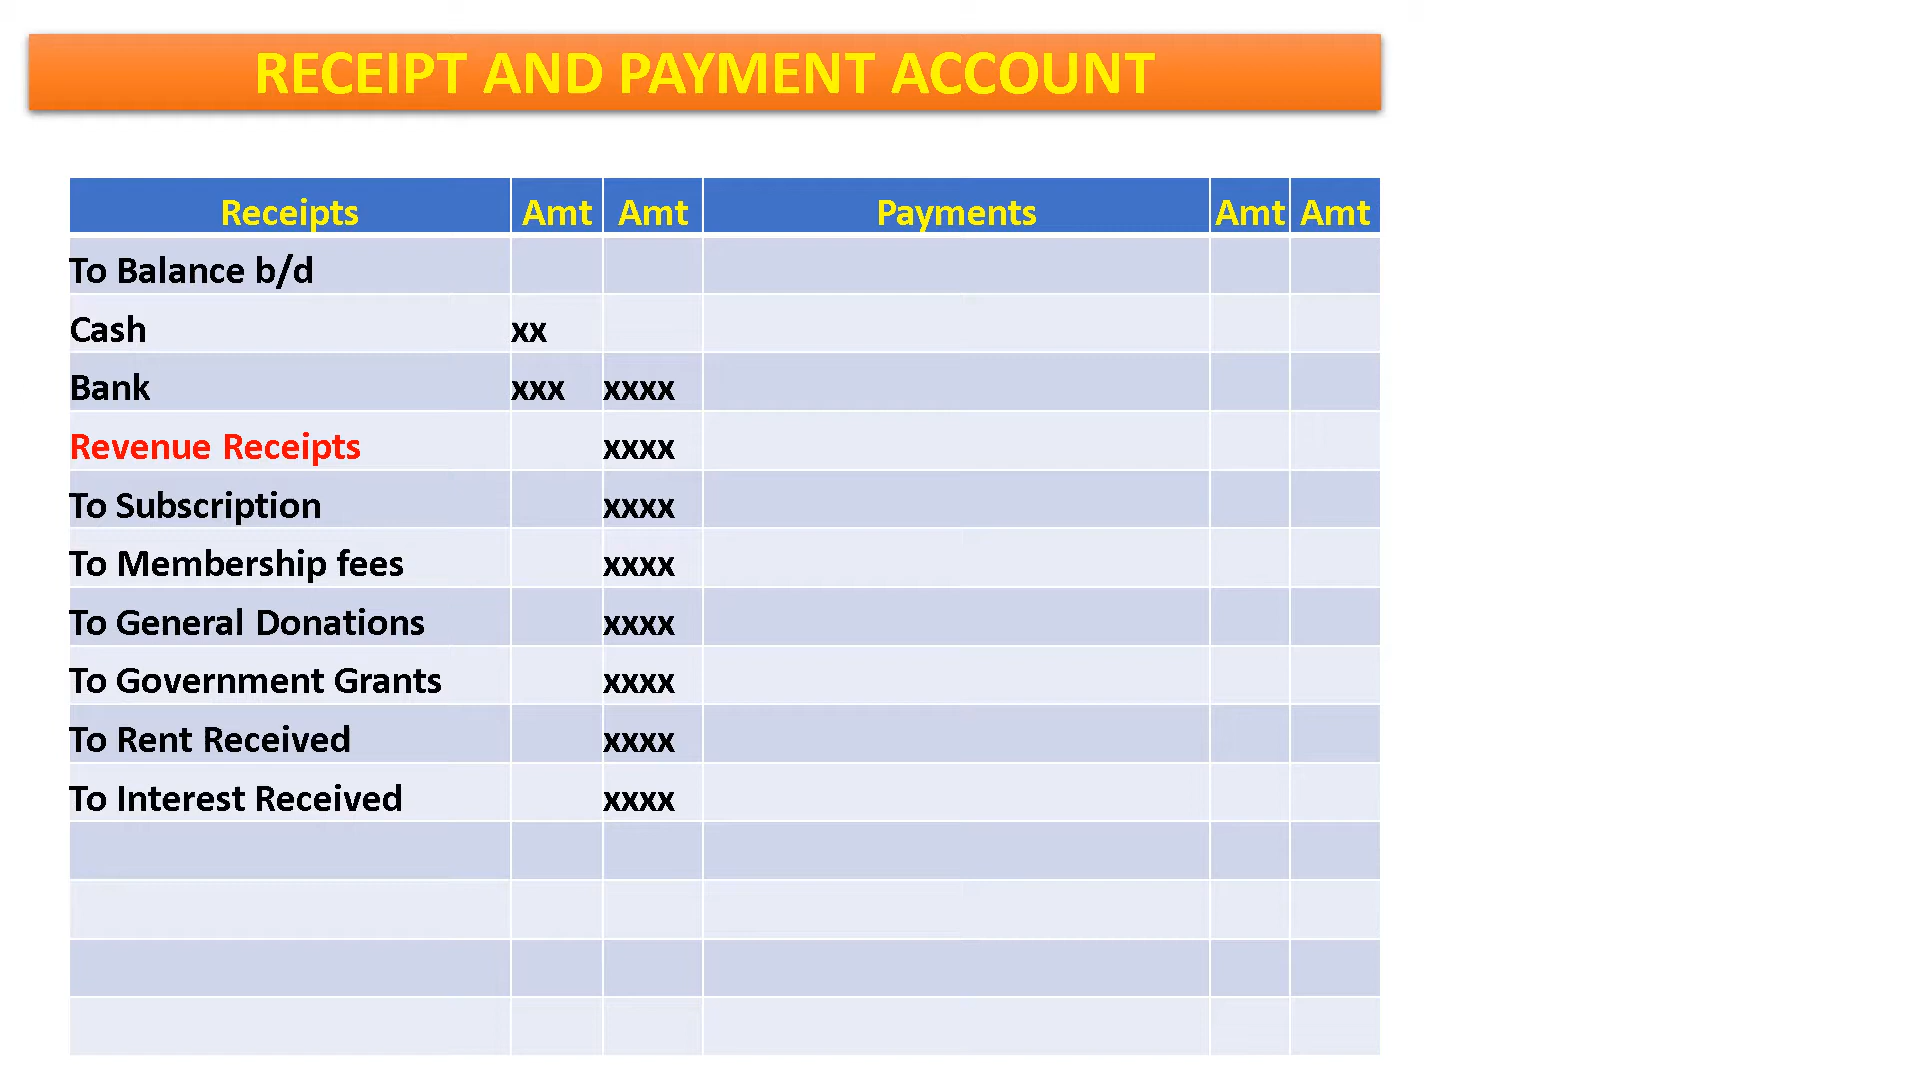 RECEIPT AND PAYMENT ACCOUNT
Receipts Amt Amt Payments Amt Amt
To Balance b/d
Cash xx
Bank xxx xxxx
Revenue Receipts xxxx
To Subscription xxxx
To Membership fees xxxx
To General Donations xxxx
To Government Grants xxxx
To Rent Received xxxx
To Interest Received xxxx